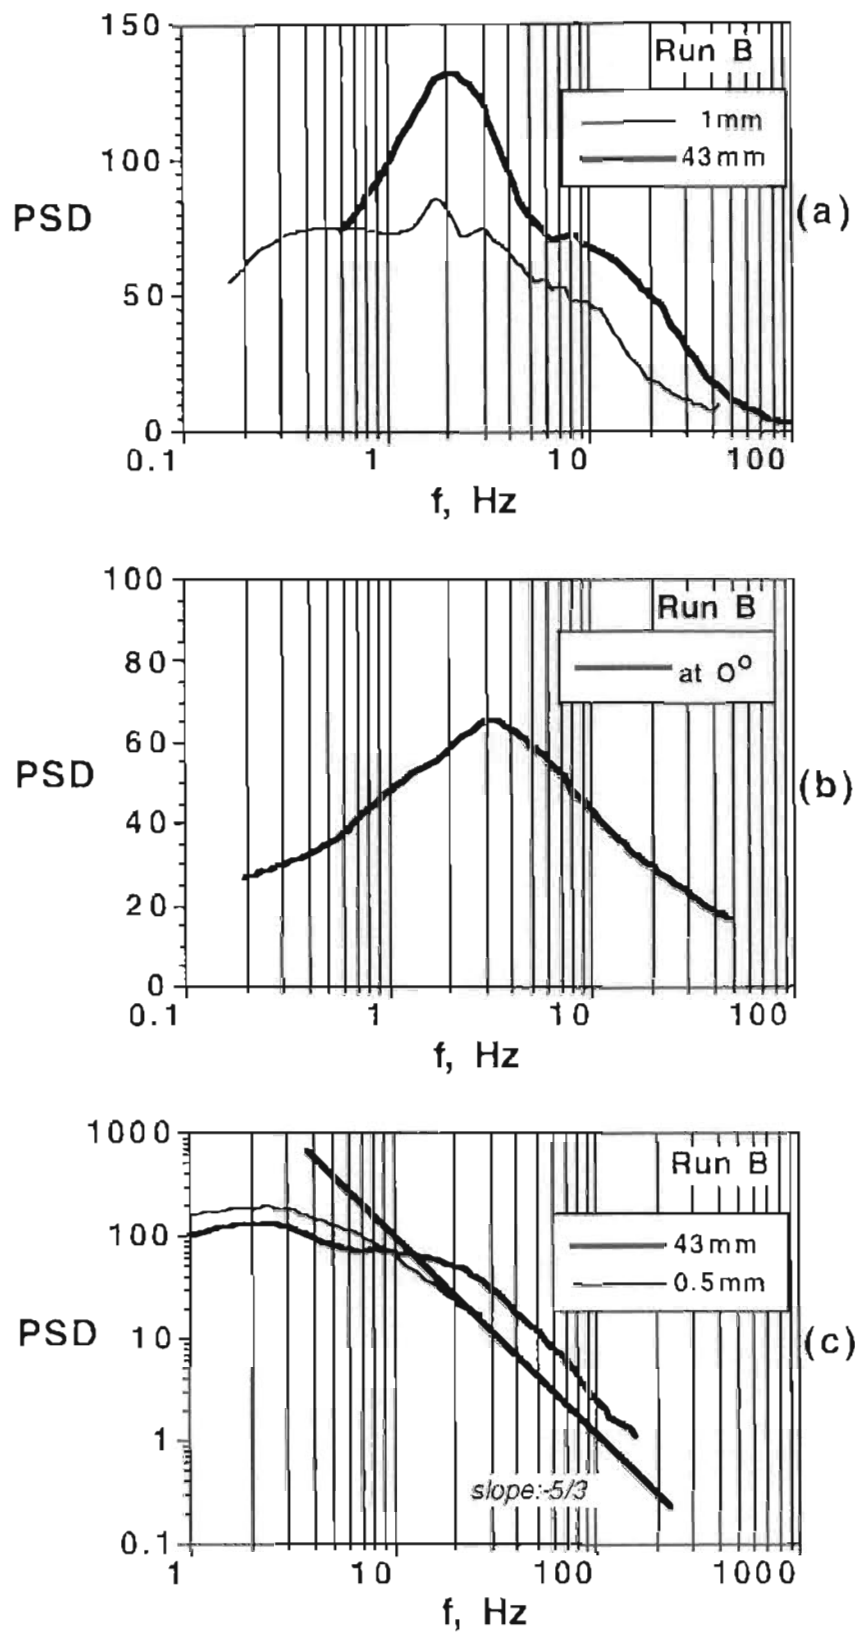 150
Run B
1mm
43mm
100
PSD
(a)
50
0
0.1 1 10 100
f, Hz
100
Run B
at 0°
80
60
PSD
(b)
40
20
0
0.1 1 10 100
f, Hz
1000
Run B
43mm
0.5mm
100
PSD
10
(c)
1
slope:-5/3
0.1
1 10 100 1000
f, Hz